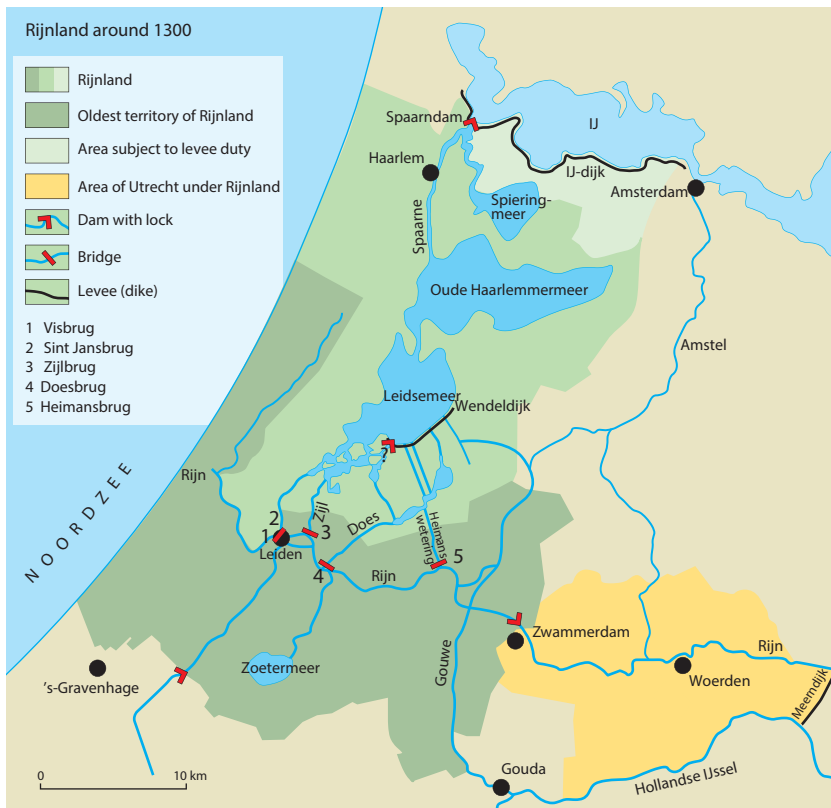 Rijnland around 1300
Rijnland
Oldest territory of Rijnland
Area subject to levee duty
Area of Utrecht under Rijnland
Dam with lock
Bridge
Levee (dike)
1 Visbrug
2 Sint Jansbrug
3 Zijlbrug
4 Doesbrug
5 Heimansbrug
Spaarndam
IJ
Haarlem
IJ-dijk
Amsterdam
Spiering-
meer
Spaarne
Oude Haarlemmermeer
Amstel
Leidsemeer
Wendeldijk
?
NOORDZEE
Rijn
Zijl
2
1
3
Does
Heimans
wetering
Leiden
4
Rijn
5
Zwammerdam
Zoetermeer
Gouwe
Rijn
's-Gravenhage
Woerden
Meerndijk
Gouda
Hollandse IJssel
0 10 km